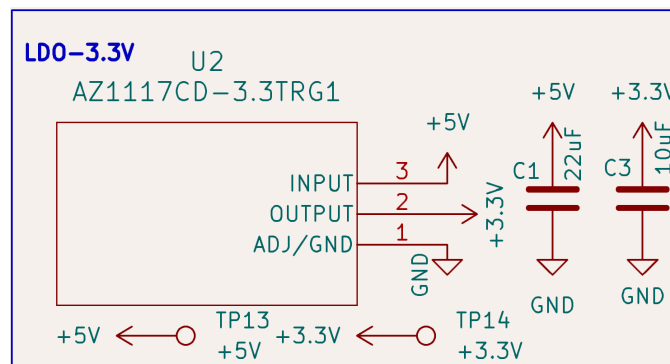 LDO-3.3V
U2
AZ1117CD-3.3TRG1
+5V
INPUT
3
OUTPUT
2
+3.3V
ADJ/GND
1
GND
+5V
C1
22uF
GND
+3.3V
C3
10uF
GND
+5V
TP13
+5V
+3.3V
TP14
+3.3V